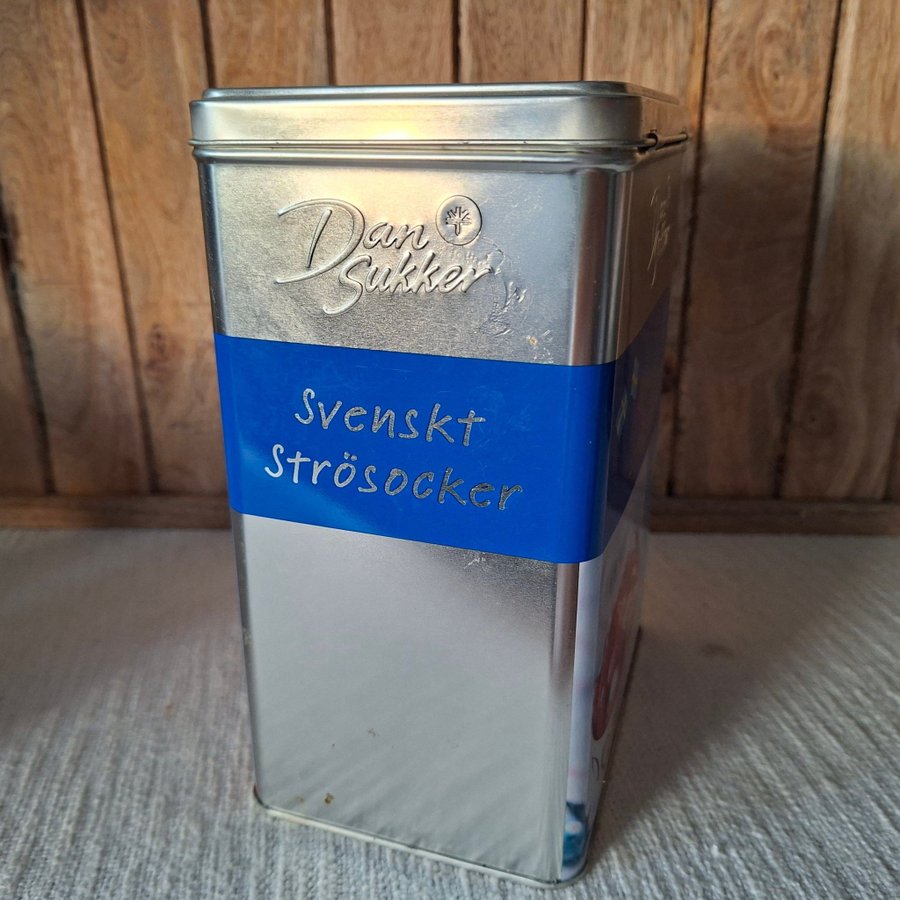 Dan
Sukker
Svenskt
Strösocker